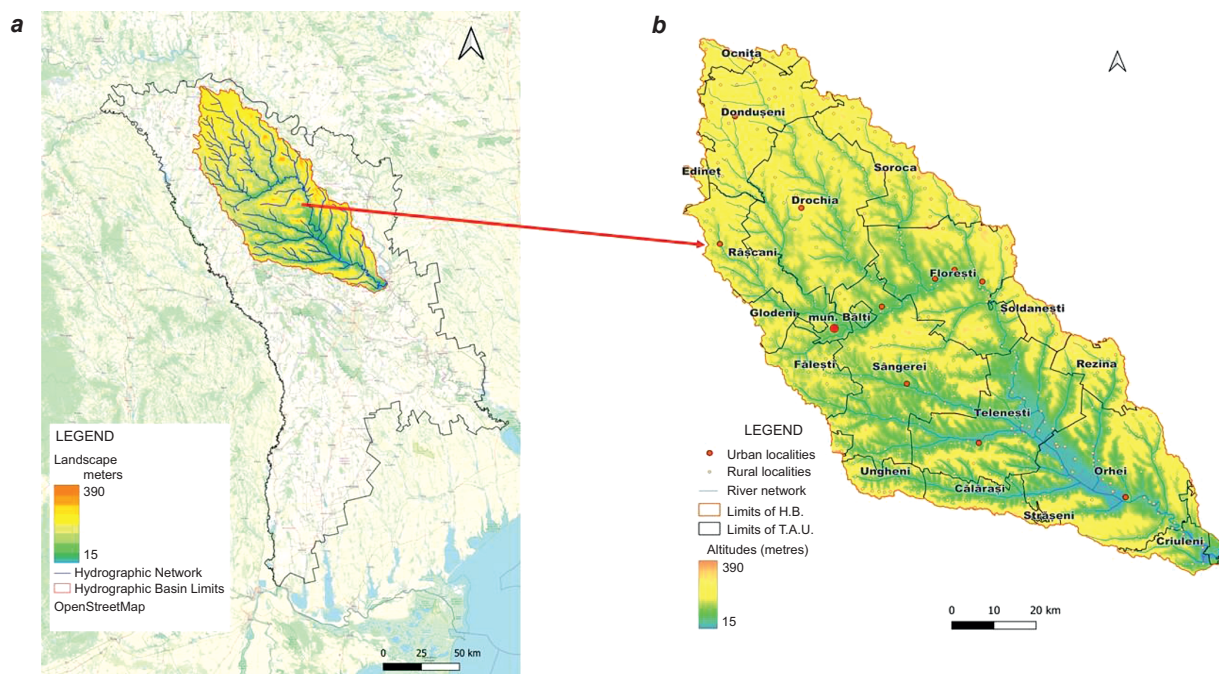 a
LEGEND
Landscape
meters
390
15
Hydrographic Network
Hydrographic Basin Limits
OpenStreetMap
0 25 50 km
b
Ocnița
Dondușeni
Edineț
Soroca
Drochia
Râșcani
Florești
Glodeni
mun. Bălți
Șoldanești
Fălești
Sângerei
Rezina
Telenești
Ungheni
Călărași
Orhei
Strășeni
Criuleni
LEGEND
Urban localities
Rural localities
River network
Limits of H.B.
Limits of T.A.U.
Altitudes (metres)
390
15
0 10 20 km